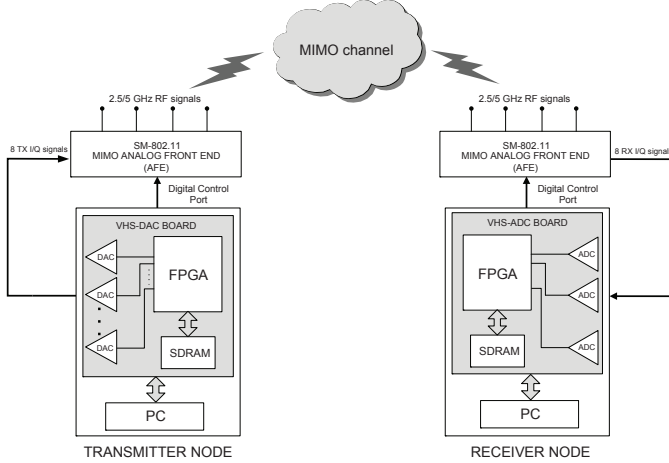 MIMO channel
2.5/5 GHz RF signals
8 TX I/Q signals
SM-802.11
MIMO ANALOG FRONT END
(AFE)
Digital Control
Port
VHS-DAC BOARD
DAC
DAC
DAC
FPGA
SDRAM
PC
TRANSMITTER NODE
2.5/5 GHz RF signals
SM-802.11
MIMO ANALOG FRONT END
(AFE)
8 RX I/Q signals
Digital Control
Port
VHS-ADC BOARD
FPGA
ADC
ADC
ADC
SDRAM
PC
RECEIVER NODE